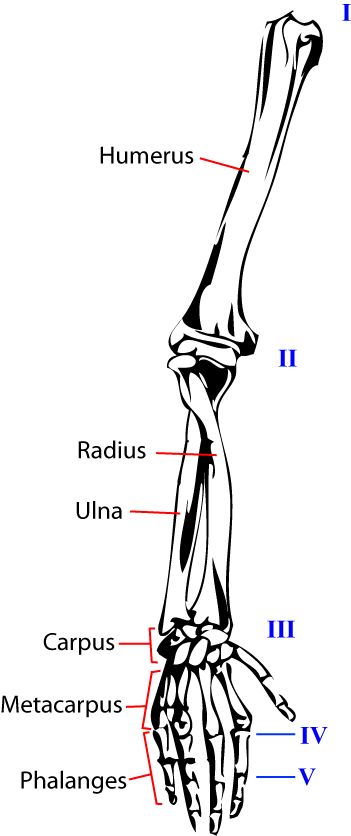 I
Humerus
II
Radius
Ulna
III
Carpus
Metacarpus
IV
Phalanges
V